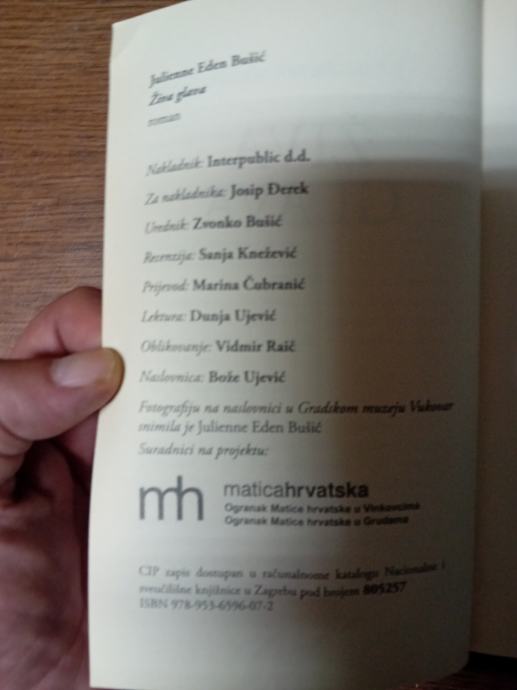 Julienne Eden Bušić
Živa glava
roman
Nakladnik: Interpublic d.d.
Za nakladnika: Josip Đerek
Urednik: Zvonko Bušić
Recenzija: Sanja Knežević
Prijevod: Marina Čubranić
Lektura: Dunja Ujević
Oblikovanje: Vidmir Raič
Naslovnica: Bože Ujević
Fotografiju na naslovnici u Gradskom muzeju Vukovar
snimila je Julienne Eden Bušić
Suradnici na projektu:
mh maticahrvatska
Ogranak Matice hrvatske u Vinkovcima
Ogranak Matice hrvatske u Grudama
CIP zapis dostupan u računalnome katalogu Nacionalne i
sveučilišne knjižnice u Zagrebu pod brojem 805257
ISBN 978-953-6596-07-2